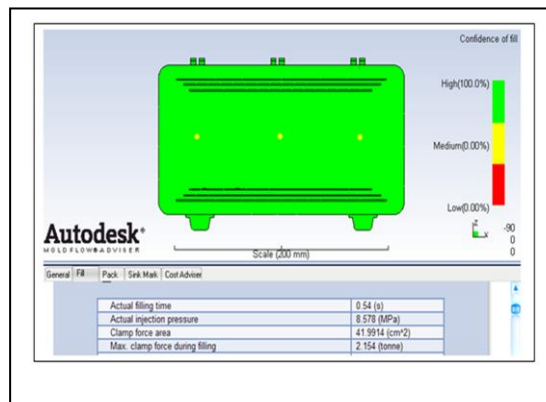 Confidence of fill
High(100.0%)
Medium(0.00%)
Low(0.00%)
Autodesk®
MOLDFLOW®ADVISER
Scale (200 mm)
z
x
-90
0
0
General Fill Pack Sink Mark Cost Adviser
Actual filling time 0.54 (s)
Actual injection pressure 8.578 (MPa)
Clamp force area 41.9914 (cm^2)
Max. clamp force during filling 2.154 (tonne)